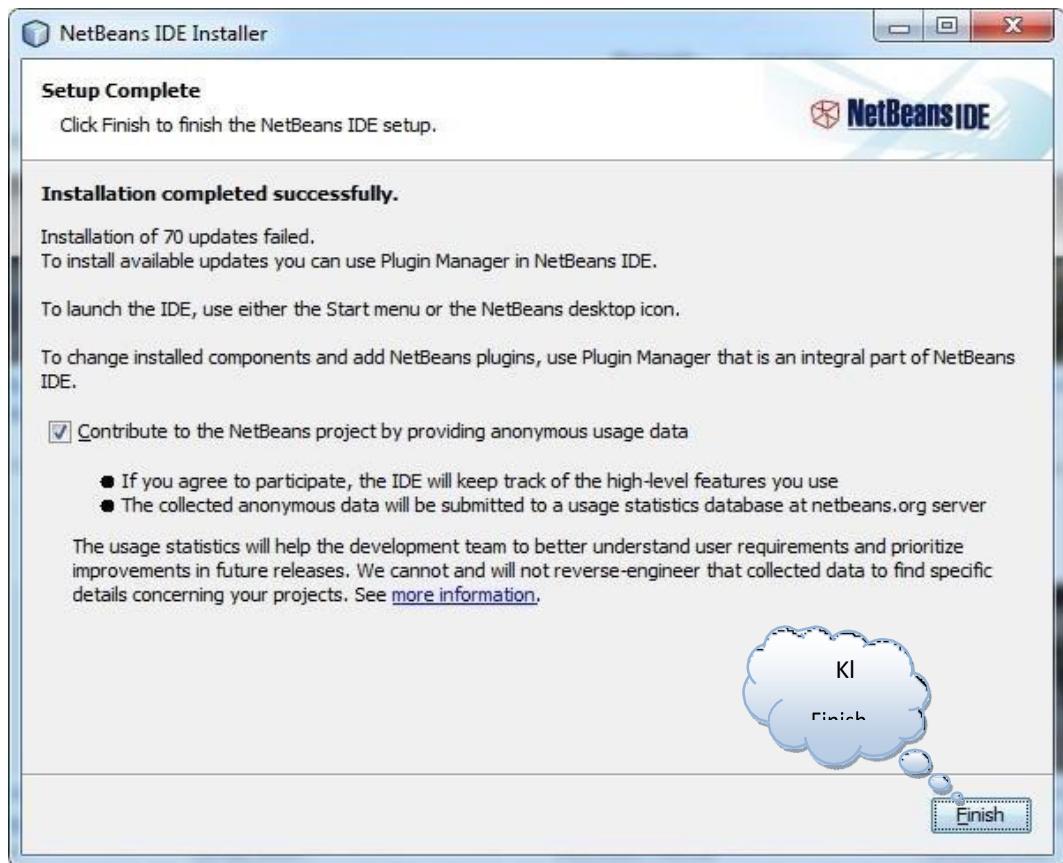 NetBeans IDE Installer
Setup Complete
Click Finish to finish the NetBeans IDE setup.
NetBeans IDE
Installation completed successfully.
Installation of 70 updates failed.
To install available updates you can use Plugin Manager in NetBeans IDE.
To launch the IDE, use either the Start menu or the NetBeans desktop icon.
To change installed components and add NetBeans plugins, use Plugin Manager that is an integral part of NetBeans
IDE.
Contribute to the NetBeans project by providing anonymous usage data
If you agree to participate, the IDE will keep track of the high-level features you use
The collected anonymous data will be submitted to a usage statistics database at netbeans.org server
The usage statistics will help the development team to better understand user requirements and prioritize
improvements in future releases. We cannot and will not reverse-engineer that collected data to find specific
details concerning your projects. See more information.
Kl
Finish
Finish